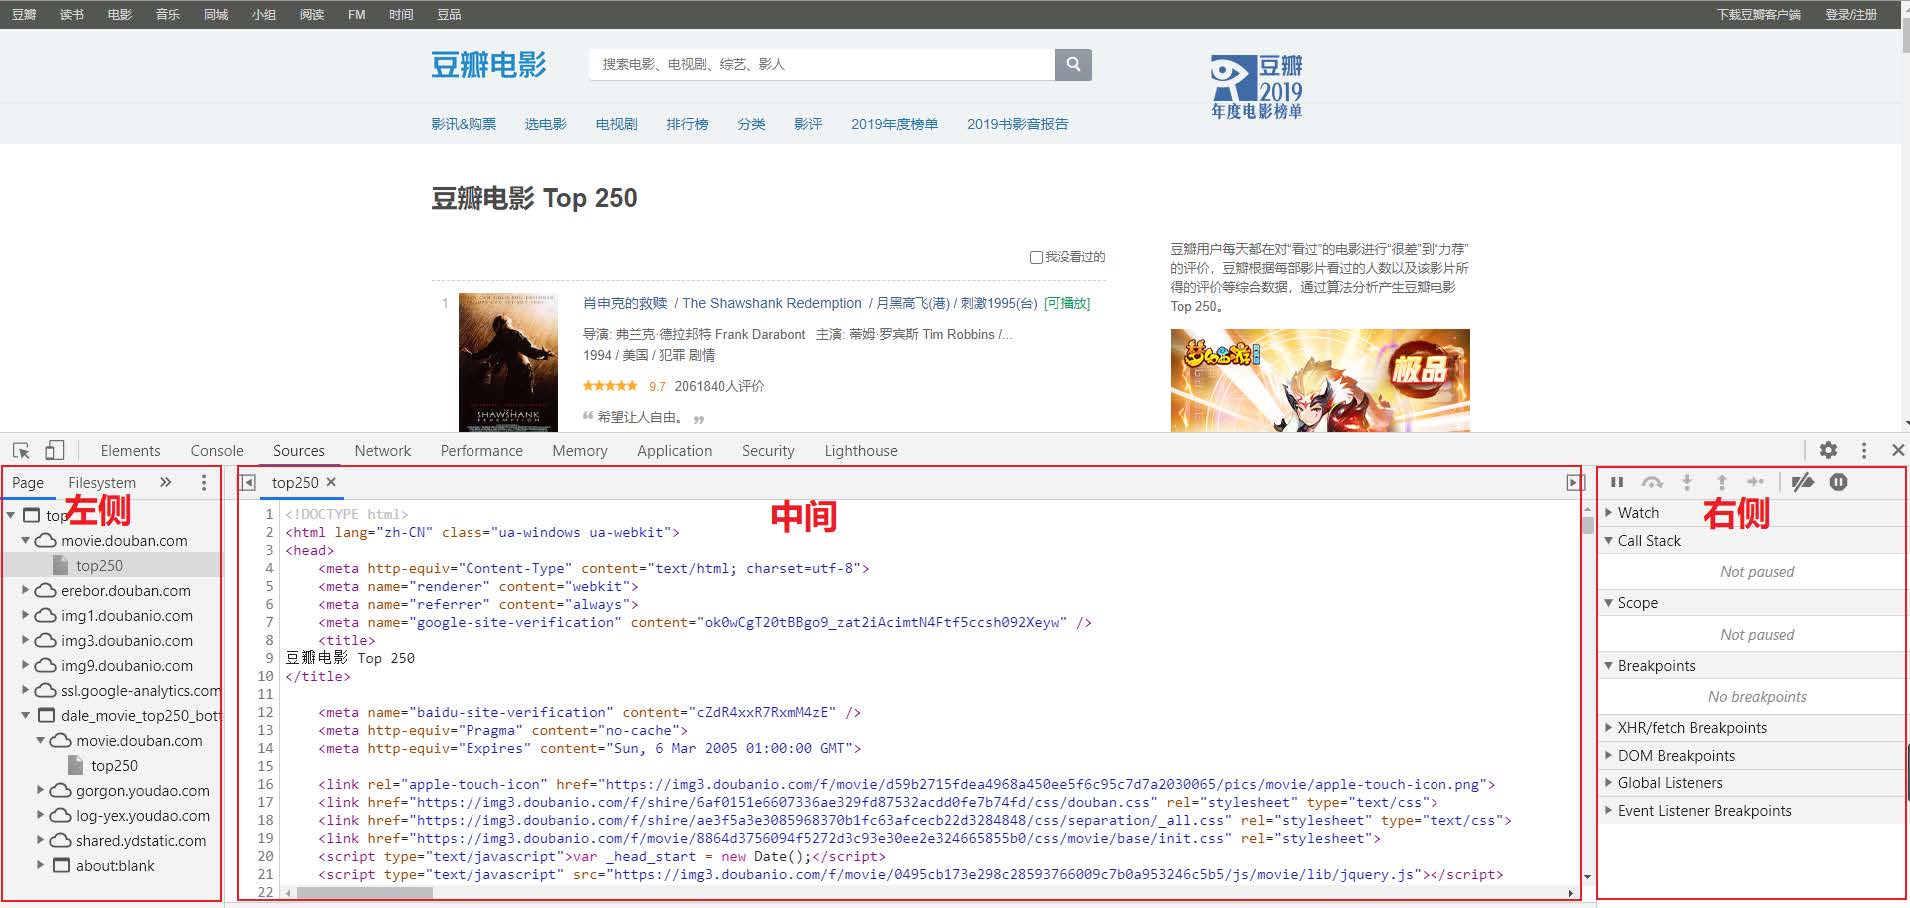 豆瓣 读书 电影 音乐 同城 小组 阅读 FM 时间 豆品 下载豆瓣客户端 登录/注册
豆瓣电影 搜索电影、电视剧、综艺、影人
豆瓣
2019
年度电影榜单
影讯&购票 选电影 电视剧 排行榜 分类 影评 2019年度榜单 2019书影音报告
豆瓣电影 Top 250
我没看过的
1
肖申克的救赎 / The Shawshank Redemption / 月黑高飞(港) / 刺激1995(台) [可播放]
导演: 弗兰克·德拉邦特 Frank Darabont 主演: 蒂姆·罗宾斯 Tim Robbins /...
1994 / 美国 / 犯罪 剧情
9.7 2061840人评价
希望让人自由。
SHAWSHANK
REDEMPTION
豆瓣用户每天都在对“看过”的电影进行“很差”到“力荐”
的评价，豆瓣根据每部影片看过的人数以及该影片所
得的评价等综合数据，通过算法分析产生豆瓣电影
Top 250。
梦幻西游
极品
Elements Console Sources Network Performance Memory Application Security Lighthouse
Page Filesystem »
左侧
top
movie.douban.com
top250
erebor.douban.com
img1.doubanio.com
img3.doubanio.com
img9.doubanio.com
ssl.google-analytics.com
dale_movie_top250_bott
movie.douban.com
top250
gorgon.youdao.com
log-yex.youdao.com
shared.ydstatic.com
about:blank
top250 ×
中间
1 <!DOCTYPE html>
2 <html lang="zh-CN" class="ua-windows ua-webkit">
3 <head>
4 <meta http-equiv="Content-Type" content="text/html; charset=utf-8">
5 <meta name="renderer" content="webkit">
6 <meta name="referrer" content="always">
7 <meta name="google-site-verification" content="ok0wCgT20tBBgo9_zat2iAcimtN4Ftf5ccsh092Xeyw" />
8 <title>
9 豆瓣电影 Top 250
10 </title>
11
12 <meta name="baidu-site-verification" content="cZdR4xxR7RxmM4zE" />
13 <meta http-equiv="Pragma" content="no-cache">
14 <meta http-equiv="Expires" content="Sun, 6 Mar 2005 01:00:00 GMT">
15
16 <link rel="apple-touch-icon" href="https://img3.doubanio.com/f/movie/d59b2715fdea4968a450ee5f6c95c7d7a2030065/pics/movie/apple-touch-icon.png">
17 <link href="https://img3.doubanio.com/f/shire/6af0151e6607336ae329fd87532acdd0fe7b74fd/css/douban.css" rel="stylesheet" type="text/css">
18 <link href="https://img3.doubanio.com/f/shire/ae3f5a3e3085968370b1fc63afcecb22d3284848/css/separation/_all.css" rel="stylesheet" type="text/css">
19 <link href="https://img3.doubanio.com/f/movie/8864d3756094f5272d3c93e30ee2e324665855b0/css/movie/base/init.css" rel="stylesheet">
20 <script type="text/javascript">var _head_start = new Date();</script>
21 <script type="text/javascript" src="https://img3.doubanio.com/f/movie/0495cb173e298c28593766009c7b0a953246c5b5/js/movie/lib/jquery.js"></script>
22
右侧
Watch
Call Stack
Not paused
Scope
Not paused
Breakpoints
No breakpoints
XHR/fetch Breakpoints
DOM Breakpoints
Global Listeners
Event Listener Breakpoints